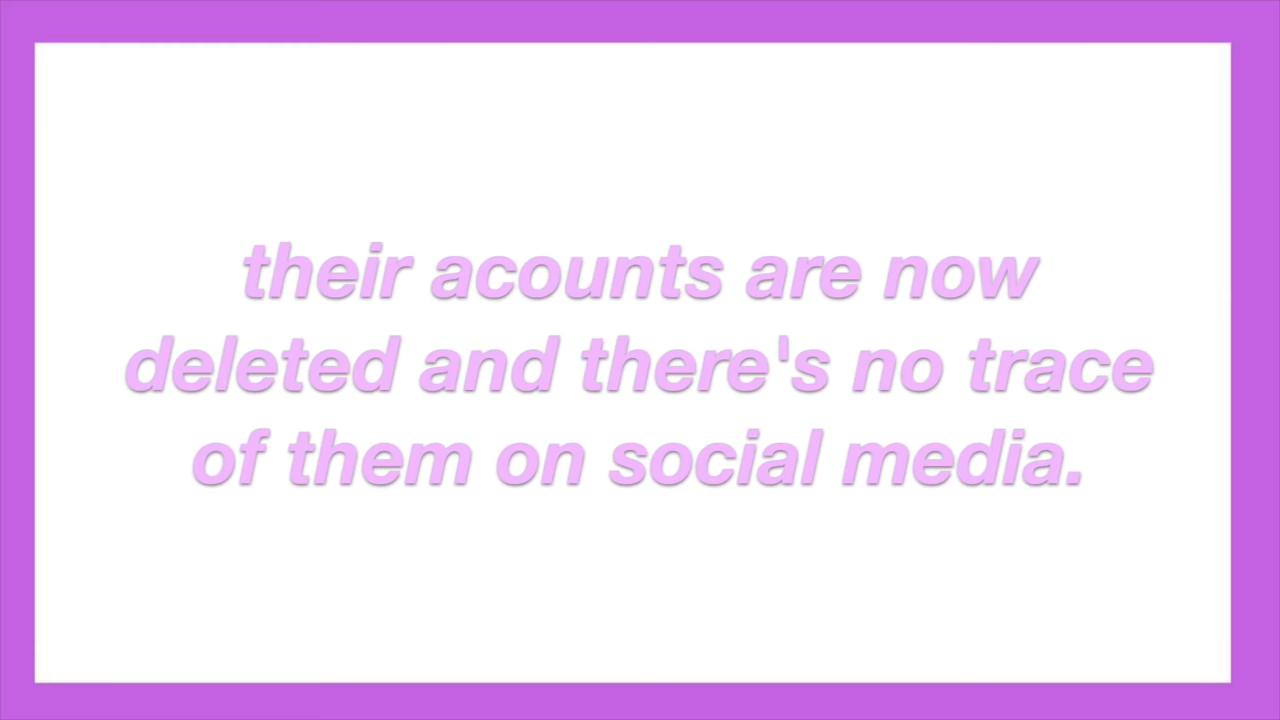 their acounts are now
deleted and there's no trace
of them on social media.